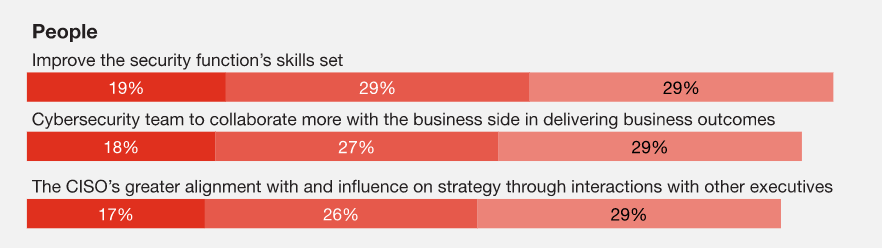 People
Improve the security function's skills set
19% 29% 29%
Cybersecurity team to collaborate more with the business side in delivering business outcomes
18% 27% 29%
The CISO's greater alignment with and influence on strategy through interactions with other executives
17% 26% 29%